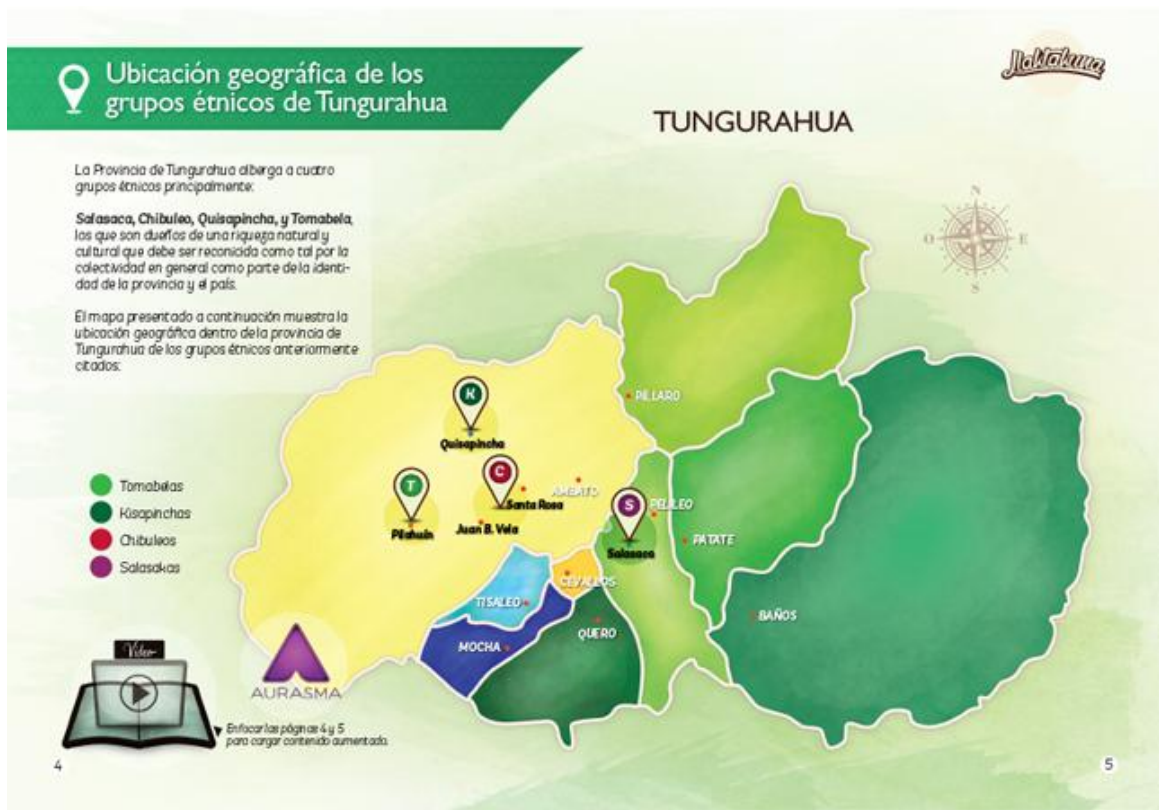 Ubicación geográfica de los
grupos étnicos de Tungurahua
Jlaktakuna
TUNGURAHUA
La Provincia de Tungurahua alberga a cuatro
grupos étnicos principalmente:
Salasaca, Chibuleo, Quisapincha, y Tomabela,
los que son dueños de una riqueza natural y
cultural que debe ser reconicida como tal por la
colectividad en general como parte de la identi-
dad de la provincia y el país.
El mapa presentado a continuación muestra la
ubicación geográfica dentro de la provincia de
Tungurahua de los grupos étnicos anteriormente
citados:
N
O
E
S
PILLARO
K
Quisapincha
T
Pilahuín
C
Santa Rosa
Juan B. Vela
AMBATO
S
Salasaca
PELILEO
PATATE
CEVALLOS
TISALEO
MOCHA
QUERO
BAÑOS
Tomabelas
Kisapinchas
Chibuleos
Salasakas
Video
AURASMA
Enfocar las páginas 4 y 5
para cargar contenido aumentado.
4
5